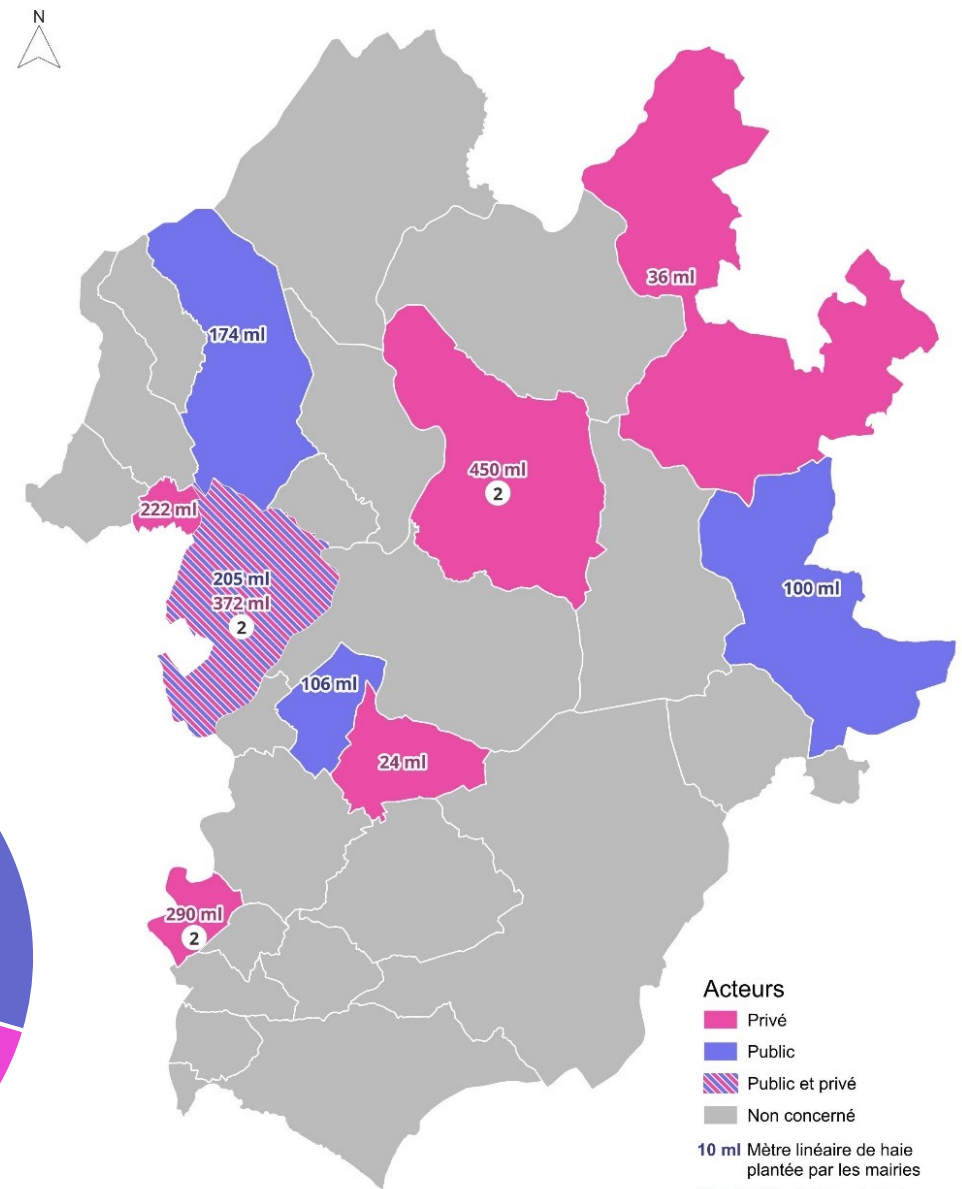 N
36 ml
174 ml
450 ml
2
222 ml
205 ml
372 ml
2
100 ml
106 ml
24 ml
290 ml
2
Acteurs
Privé
Public
Public et privé
Non concerné
10 ml Mètre linéaire de haie
plantée par les mairies